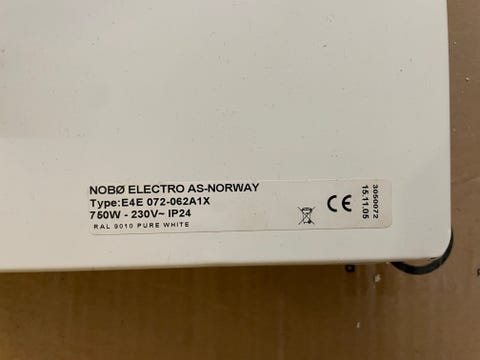 NOBØ ELECTRO AS-NORWAY
Type:E4E 072-062A1X
750W - 230V~ IP24
RAL 9010 PURE WHITE
CE
3050072
15.11.05